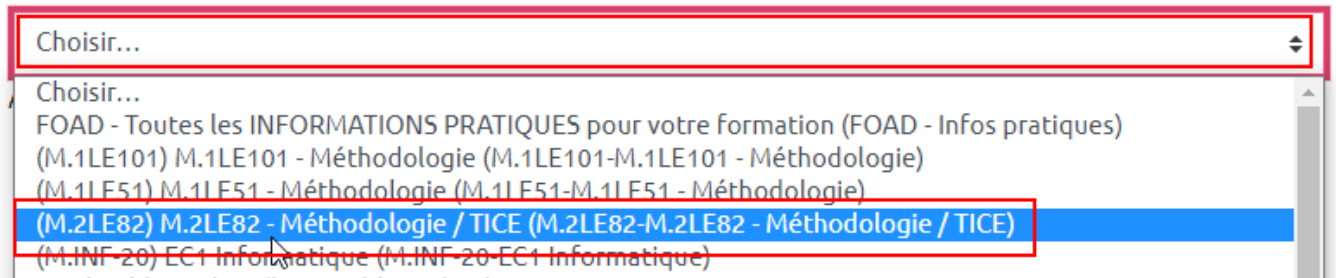 Choisir...
Choisir...
FOAD - Toutes les INFORMATIONS PRATIQUES pour votre formation (FOAD - Infos pratiques)
(M.1LE101) M.1LE101 - Méthodologie (M.1LE101-M.1LE101 - Méthodologie)
(M.1LE51) M.1LE51 - Méthodologie (M.1LE51-M.1LE51 - Méthodologie)
(M.2LE82) M.2LE82 - Méthodologie / TICE (M.2LE82-M.2LE82 - Méthodologie / TICE)
(M.INF-20) EC1 Informatique (M.INF-20-EC1 Informatique)